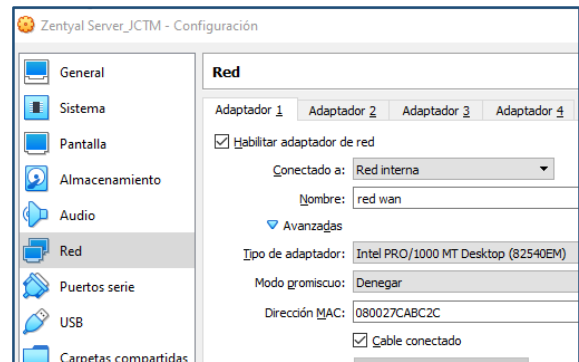 Zentyal Server_JCTM - Configuración
General
Sistema
Pantalla
Almacenamiento
Audio
Red
Puertos serie
USB
Carpetas compartidas
Red
Adaptador 1 Adaptador 2 Adaptador 3 Adaptador 4
Habilitar adaptador de red
Conectado a: Red interna
Nombre: red wan
Avanzadas
Tipo de adaptador: Intel PRO/1000 MT Desktop (82540EM)
Modo promiscuo: Denegar
Dirección MAC: 080027CABC2C
Cable conectado